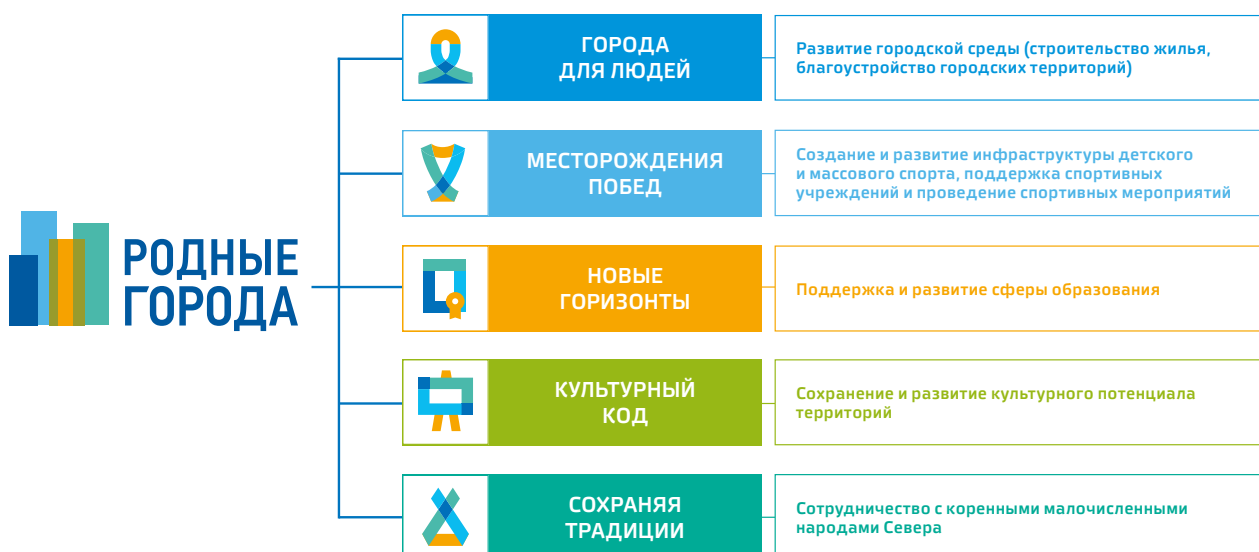 РОДНЫЕ
ГОРОДА
ГОРОДА
ДЛЯ ЛЮДЕЙ
Развитие городской среды (строительство жилья,
благоустройство городских территорий)
МЕСТОРОЖДЕНИЯ
ПОБЕД
Создание и развитие инфраструктуры детского
и массового спорта, поддержка спортивных
учреждений и проведение спортивных мероприятий
НОВЫЕ
ГОРИЗОНТЫ
Поддержка и развитие сферы образования
КУЛЬТУРНЫЙ
КОД
Сохранение и развитие культурного потенциала
территорий
СОХРАНЯЯ
ТРАДИЦИИ
Сотрудничество с коренными малочисленными
народами Севера